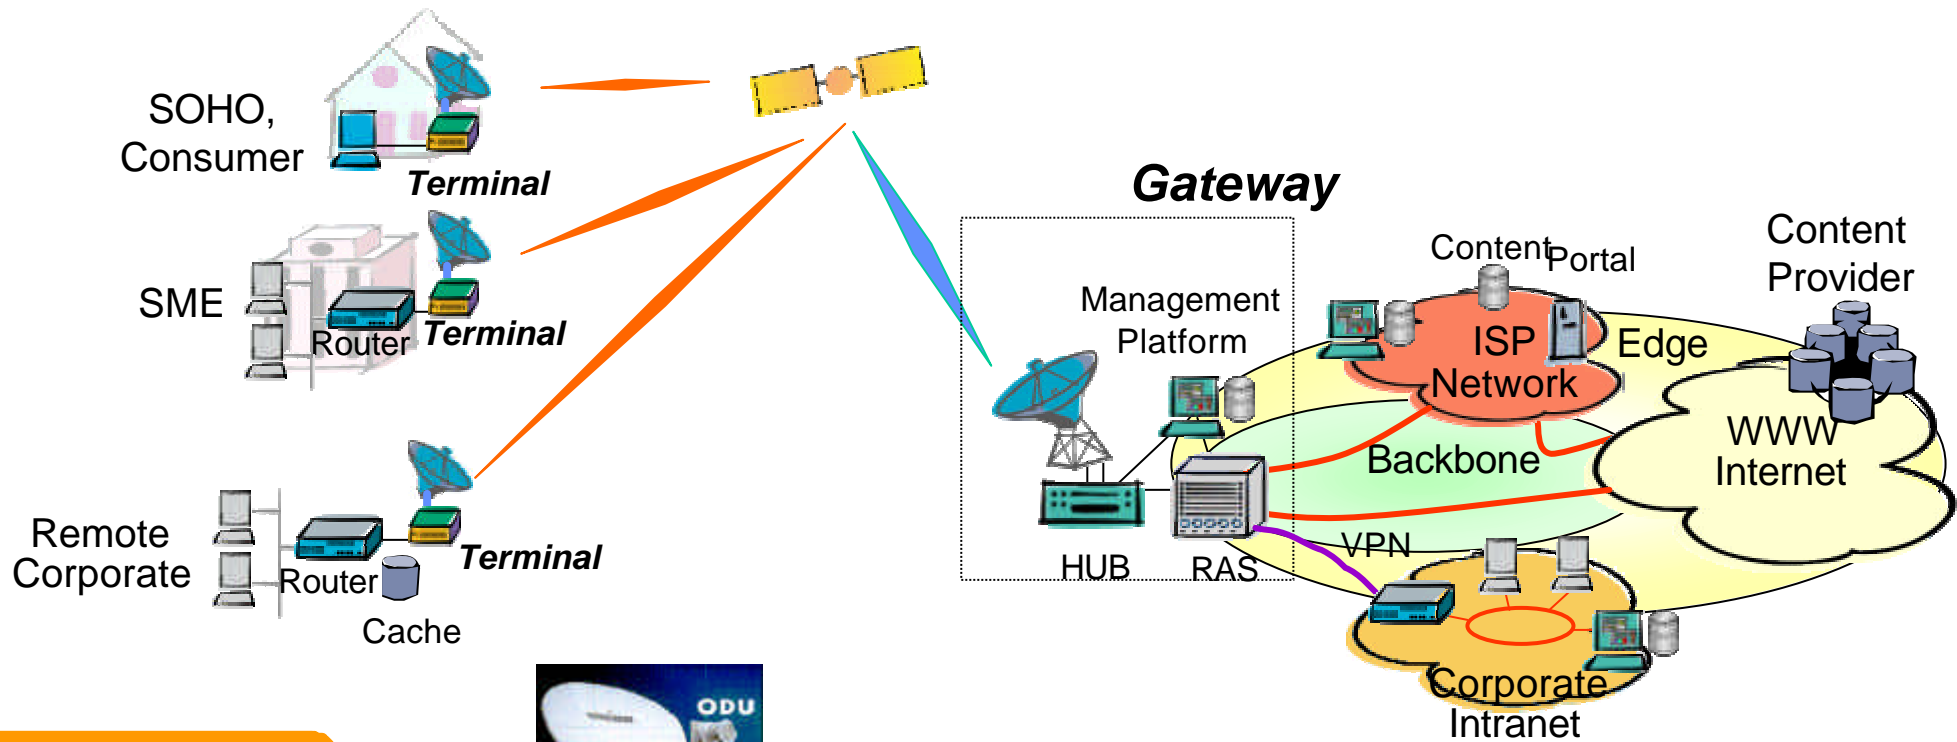 SOHO,
Consumer
Terminal
SME
Router
Terminal
Remote
Corporate
Router
Terminal
Cache
ODU
Gateway
Management
Platform
HUB
RAS
Content
Portal
ISP
Network
Edge
Content
Provider
Backbone
WWW
Internet
VPN
Corporate
Intranet